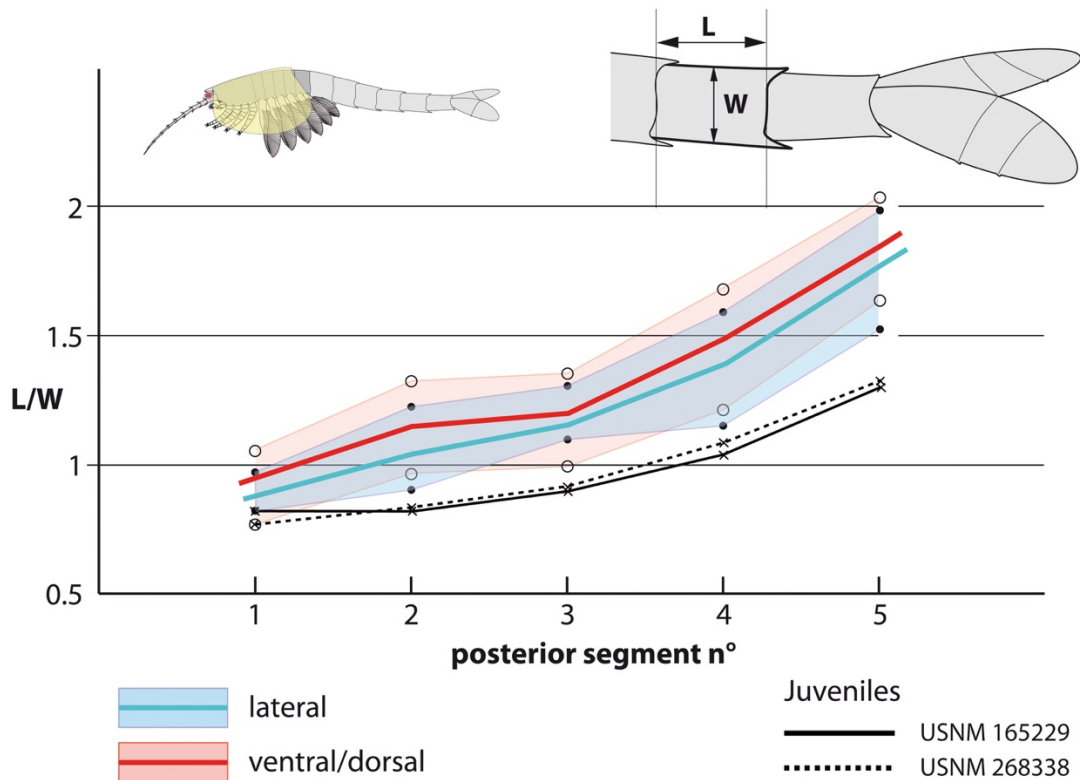 L
W
2
1.5
L/W
1
0.5
1 2 3 4 5
posterior segment n°
lateral
ventral/dorsal
Juveniles
USNM 165229
USNM 268338